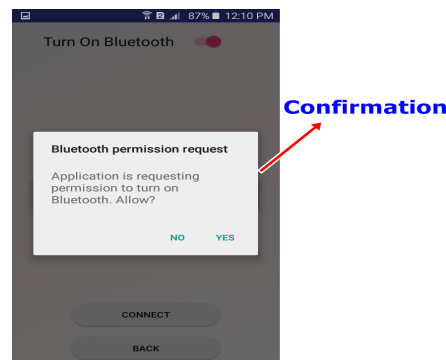 2 87% 12:10 PM
Turn On Bluetooth
Confirmation
Bluetooth permission request
Application is requesting
permission to turn on
Bluetooth. Allow?
NO YES
CONNECT
BACK